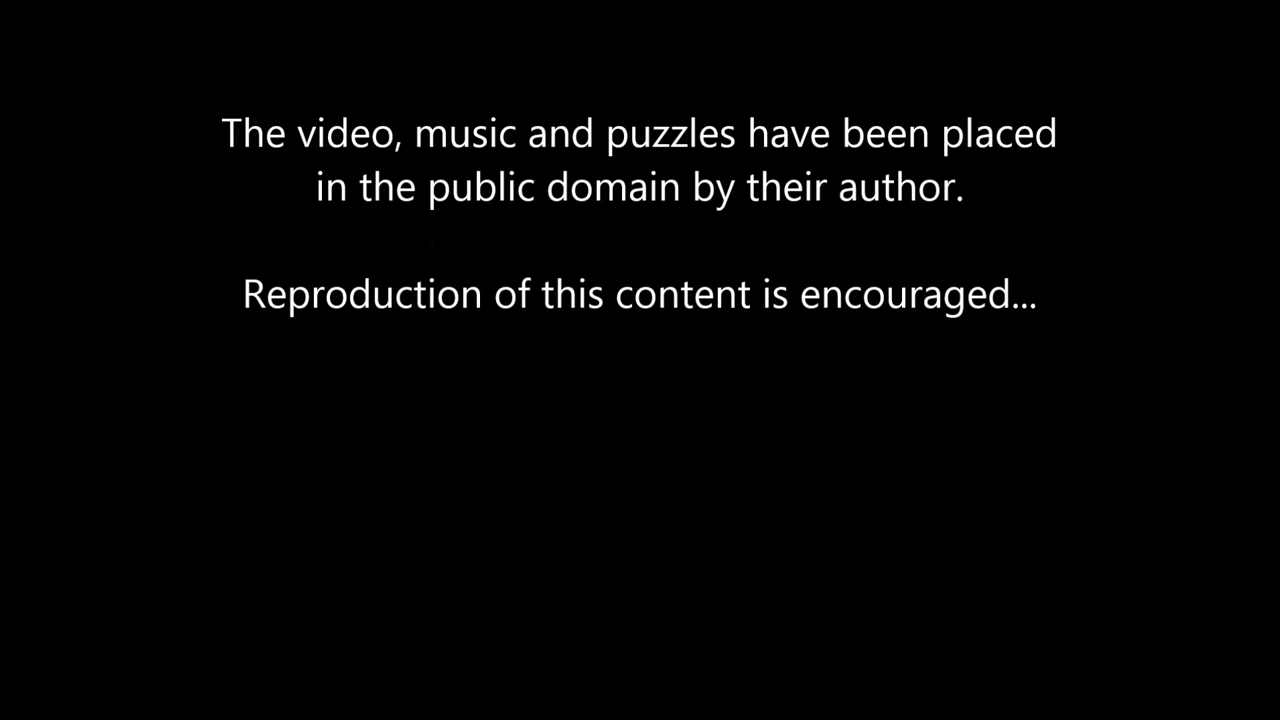 The video, music and puzzles have been placed
in the public domain by their author.
Reproduction of this content is encouraged...